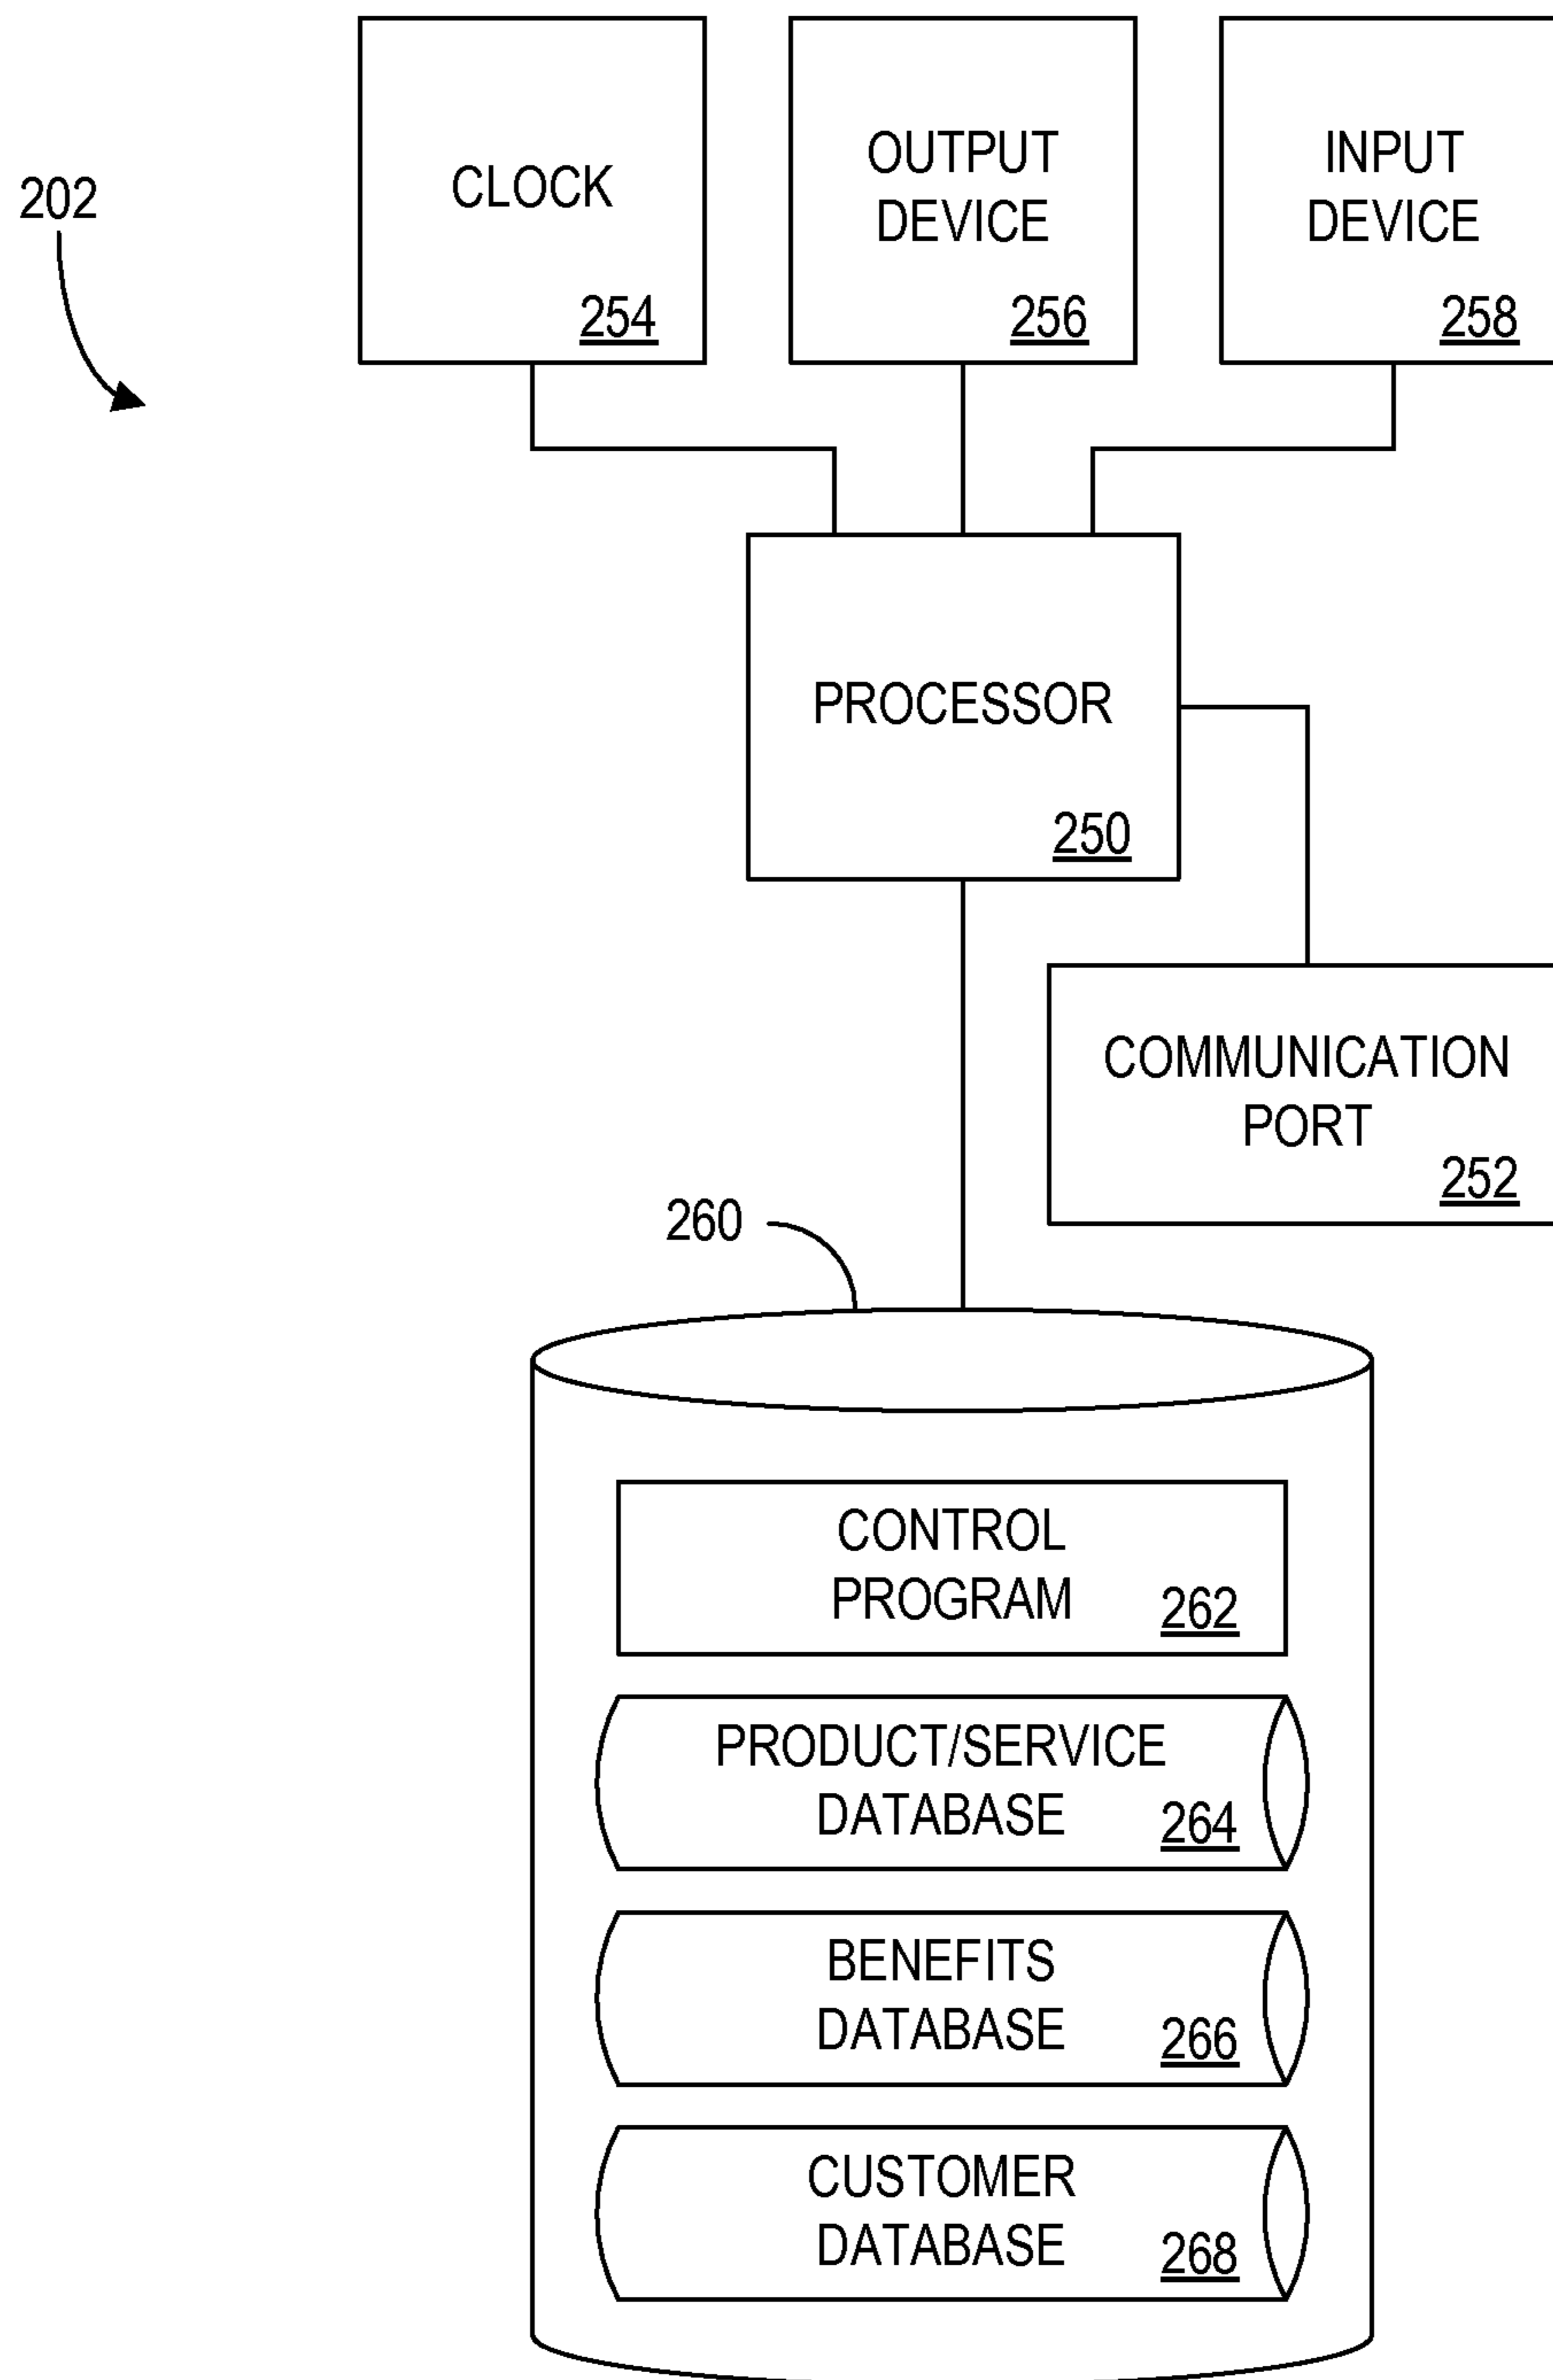 202
CLOCK
254
OUTPUT
DEVICE
256
INPUT
DEVICE
258
PROCESSOR
250
COMMUNICATION
PORT
252
260
CONTROL
PROGRAM
262
PRODUCT/SERVICE
DATABASE
264
BENEFITS
DATABASE
266
CUSTOMER
DATABASE
268